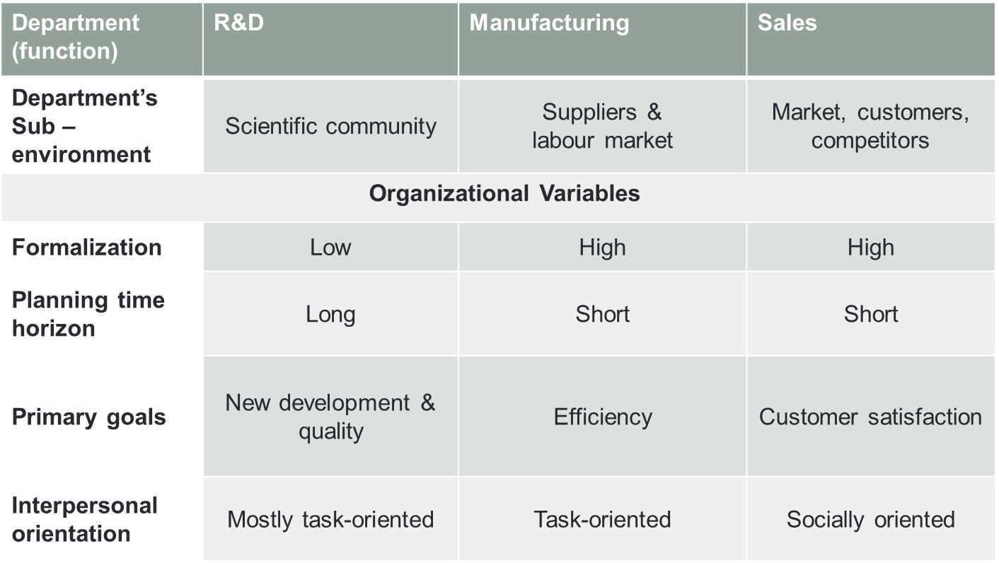 Department (function)
R&D
Manufacturing
Sales
Department’s
Sub –
environment
Scientific community
Suppliers &
labour market
Market, customers,
competitors
Organizational Variables
Formalization
Low
High
High
Planning time
horizon
Long
Short
Short
Primary goals
New development &
quality
Efficiency
Customer satisfaction
Interpersonal
orientation
Mostly task-oriented
Task-oriented
Socially oriented